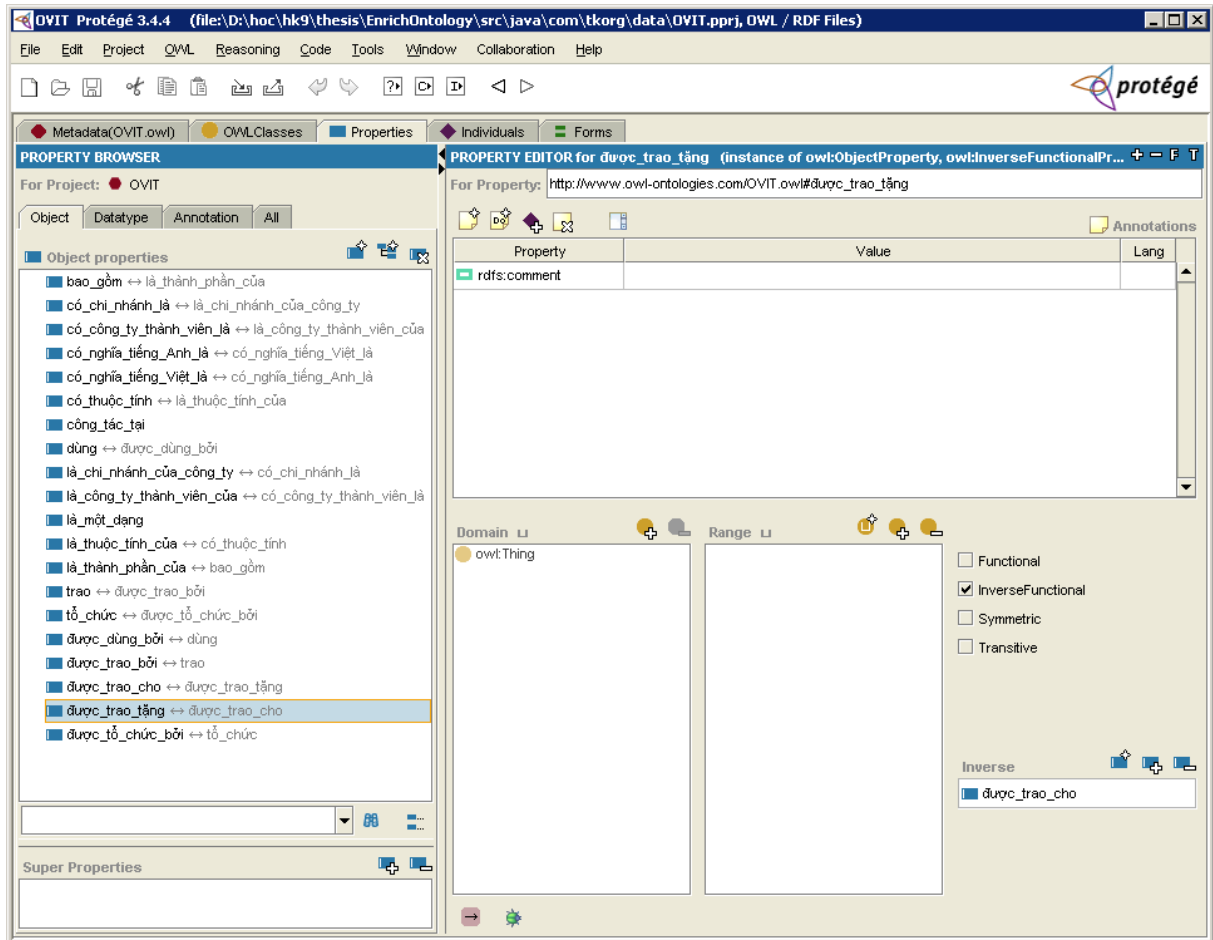 OVIT Protégé 3.4.4 (file:\D:\hoc\hk9\thesis\EnrichOntology\src\java\com\tkorg\data\OVIT.pprj, OWL / RDF Files)
File Edit Project OWL Reasoning Code Tools Window Collaboration Help
protégé
Metadata(OVIT.owl) OWLClasses Properties Individuals Forms
PROPERTY BROWSER
For Project: OVIT
Object Datatype Annotation All
Object properties
bao_gồm ↔ là_thành_phần_của
có_chi_nhánh_là ↔ là_chi_nhánh_của_công_ty
có_công_ty_thành_viên_là ↔ là_công_ty_thành_viên_của
có_nghĩa_tiếng_Anh_là ↔ có_nghĩa_tiếng_Việt_là
có_nghĩa_tiếng_Việt_là ↔ có_nghĩa_tiếng_Anh_là
có_thuộc_tính ↔ là_thuộc_tính_của
công_tác_tại
dùng ↔ được_dùng_bởi
là_chi_nhánh_của_công_ty ↔ có_chi_nhánh_là
là_công_ty_thành_viên_của ↔ có_công_ty_thành_viên_là
là_một_dạng
là_thuộc_tính_của ↔ có_thuộc_tính
là_thành_phần_của ↔ bao_gồm
trao ↔ được_trao_bởi
tổ_chức ↔ được_tổ_chức_bởi
được_dùng_bởi ↔ dùng
được_trao_bởi ↔ trao
được_trao_cho ↔ được_trao_tặng
được_trao_tặng ↔ được_trao_cho
được_tổ_chức_bởi ↔ tổ_chức
Super Properties
PROPERTY EDITOR for được_trao_tặng (instance of owl:ObjectProperty, owl:InverseFunctionalPr... F T
For Property: http://www.owl-ontologies.com/OVIT.owl#được_trao_tặng
Annotations
Property Value Lang
rdfs:comment
Domain ⊔ Range ⊔
owl:Thing
Functional
InverseFunctional
Symmetric
Transitive
Inverse
được_trao_cho